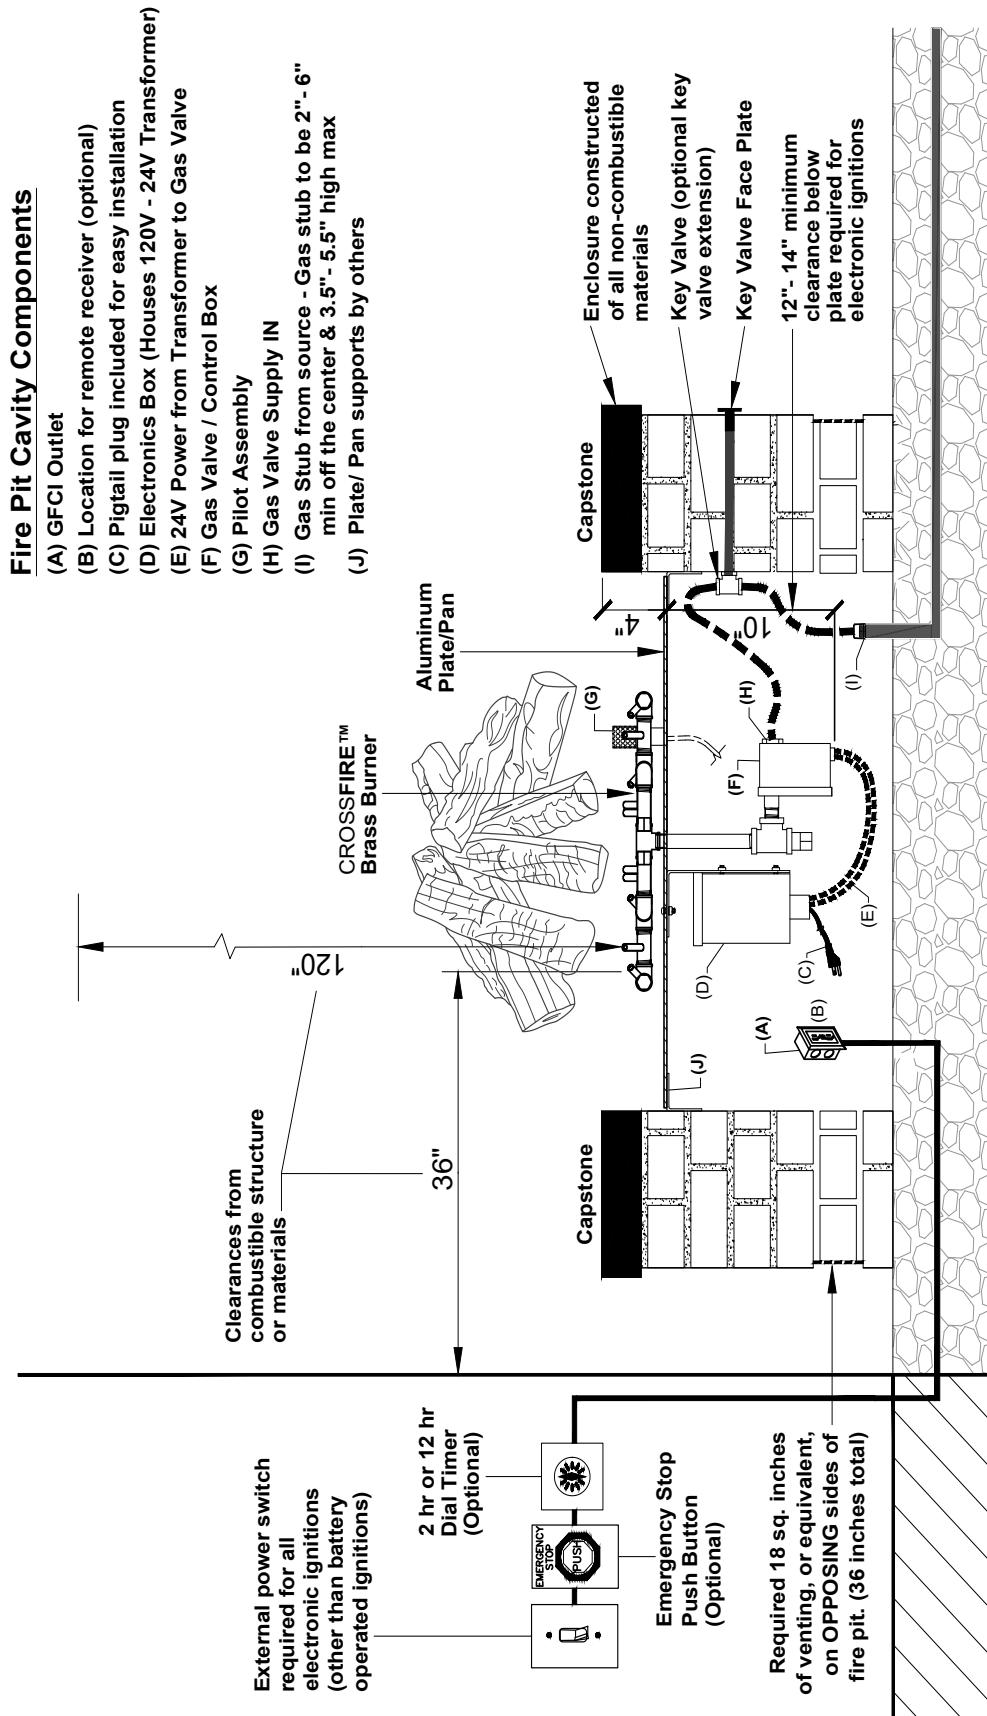 Fire Pit Cavity Components
(A) GFCI Outlet
(B) Location for remote receiver (optional)
(C) Pigtail plug included for easy installation
(D) Electronics Box (Houses 120V - 24V Transformer)
(E) 24V Power from Transformer to Gas Valve
(F) Gas Valve / Control Box
(G) Pilot Assembly
(H) Gas Valve Supply IN
(I) Gas Stub from source - Gas stub to be 2"- 6"
min off the center & 3.5"- 5.5" high max
(J) Plate/ Pan supports by others
External power switch
required for all
electronic ignitions
(other than battery
operated ignitions)
2 hr or 12 hr
Dial Timer
(Optional)
EMERGENCY
STOP
PUSH
Emergency Stop
Push Button
(Optional)
Required 18 sq. inches
of venting, or equivalent,
on OPPOSING sides of
fire pit. (36 inches total)
Clearances from
combustible structure
or materials
36"
120"
CROSSFIRE™
Brass Burner
Aluminum
Plate/Pan
Capstone
Capstone
4"
10"
(A)
(B)
(C)
(D)
(E)
(F)
(G)
(H)
(I)
(J)
Enclosure constructed
of all non-combustible
materials
Key Valve (optional key
valve extension)
Key Valve Face Plate
12"- 14" minimum
clearance below
plate required for
electronic ignitions